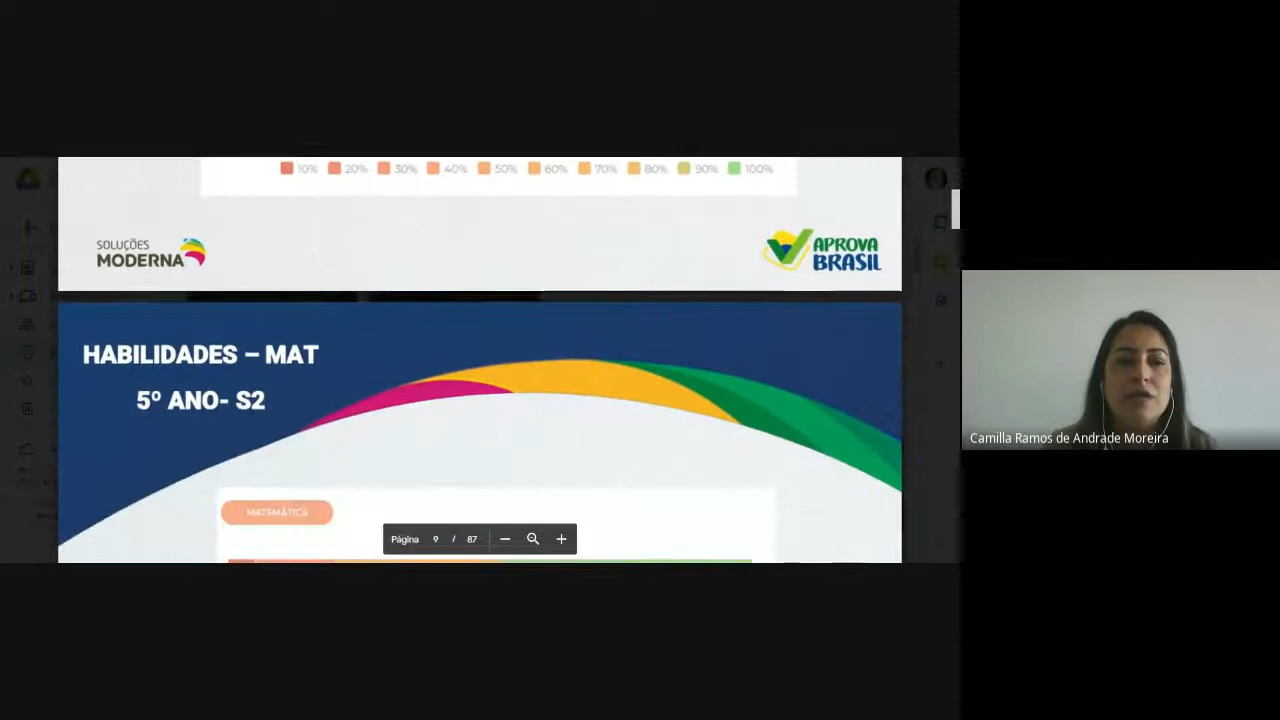 10% 20% 30% 40% 50% 60% 70% 80% 90% 100%
SOLUÇÕES
MODERNA
APROVA
BRASIL
HABILIDADES – MAT
5º ANO- S2
MATEMÁTICA
Página 9 / 87
Camilla Ramos de Andrade Moreira